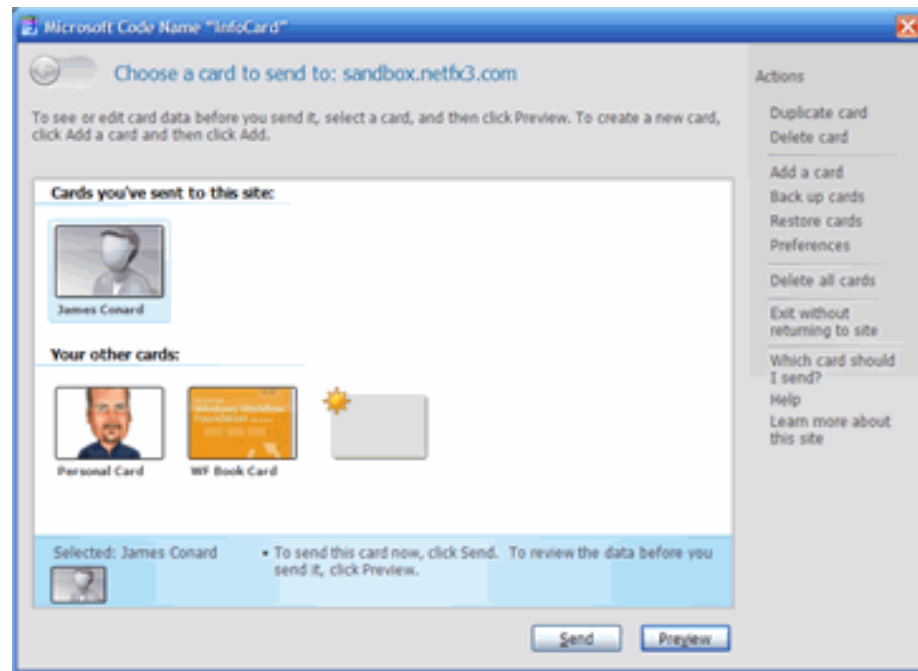 Microsoft Code Name "InfoCard"
Choose a card to send to: sandbox.netfx3.com
To see or edit card data before you send it, select a card, and then click Preview. To create a new card,
click Add a card and then click Add.
Cards you've sent to this site:
James Conard
Your other cards:
Windows Workflow
Foundation
Personal Card
WF Book Card
Selected: James Conard
• To send this card now, click Send. To review the data before you
send it, click Preview.
Send
Preview
Actions
Duplicate card
Delete card
Add a card
Back up cards
Restore cards
Preferences
Delete all cards
Exit without
returning to site
Which card should
I send?
Help
Learn more about
this site